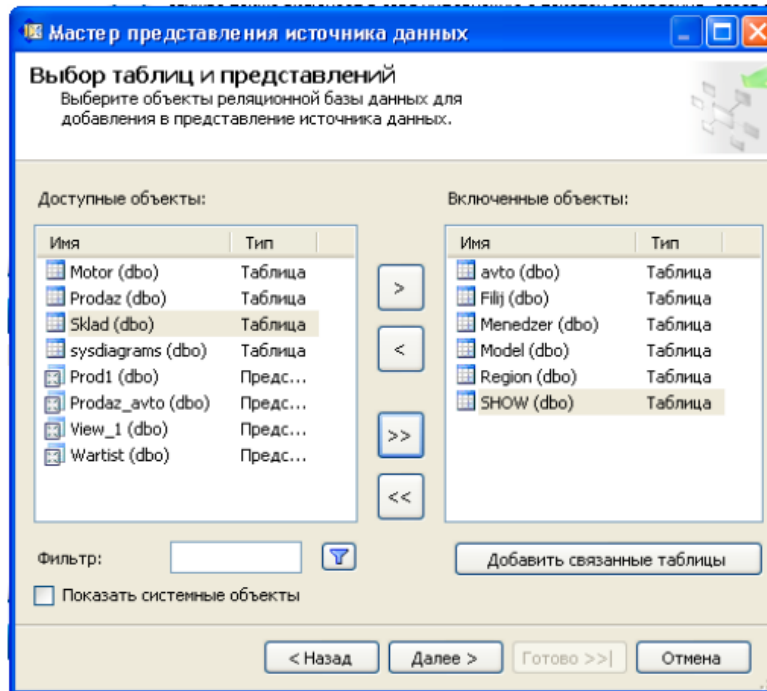 Мастер представления источника данных
Выбор таблиц и представлений
Выберите объекты реляционной базы данных для
добавления в представление источника данных.
Доступные объекты:
Имя Тип
Motor (dbo) Таблица
Prodaz (dbo) Таблица
Sklad (dbo) Таблица
sysdiagrams (dbo) Таблица
Prod1 (dbo) Предс...
Prodaz_avto (dbo) Предс...
View_1 (dbo) Предс...
Wartist (dbo) Предс...
>
<
>>
<<
Включенные объекты:
Имя Тип
avto (dbo) Таблица
Filij (dbo) Таблица
Menedzer (dbo) Таблица
Model (dbo) Таблица
Region (dbo) Таблица
SHOW (dbo) Таблица
Фильтр:
Добавить связанные таблицы
Показать системные объекты
< Назад Далее > Готово >>| Отмена